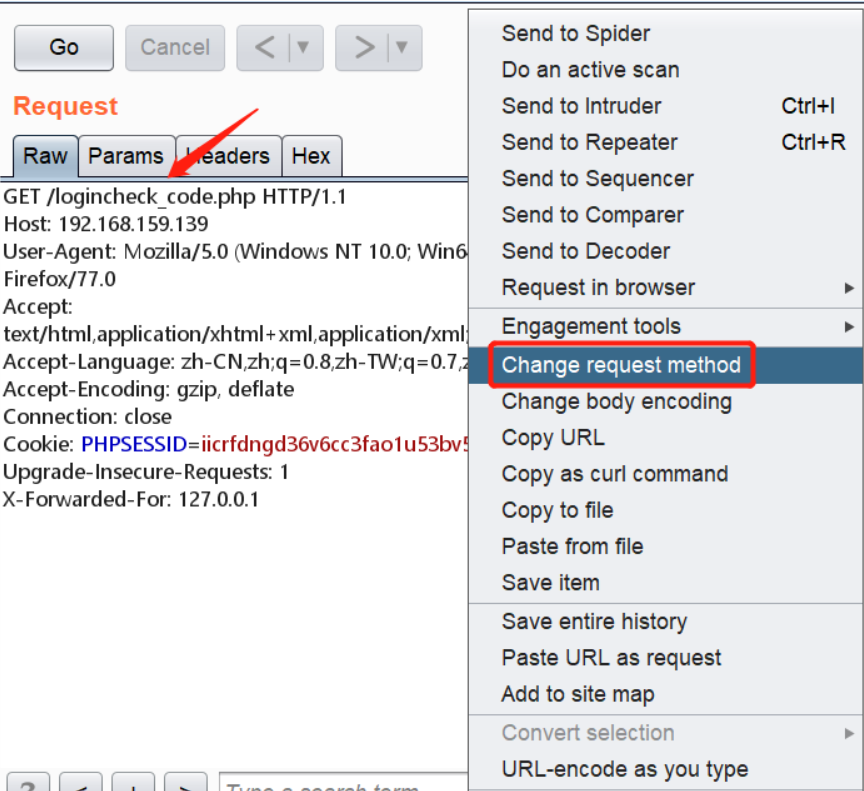 Go
Cancel
<
>
Request
Raw
Params
Headers
Hex
GET /logincheck_code.php HTTP/1.1
Host: 192.168.159.139
User-Agent: Mozilla/5.0 (Windows NT 10.0; Win6
Firefox/77.0
Accept:
text/html,application/xhtml+xml,application/xml;
Accept-Language: zh-CN,zh;q=0.8,zh-TW;q=0.7,z
Accept-Encoding: gzip, deflate
Connection: close
Cookie: PHPSESSID=iicrfdngd36v6cc3fao1u53bv5
Upgrade-Insecure-Requests: 1
X-Forwarded-For: 127.0.0.1
? < + > Type a search term
Send to Spider
Do an active scan
Send to Intruder Ctrl+I
Send to Repeater Ctrl+R
Send to Sequencer
Send to Comparer
Send to Decoder
Request in browser
Engagement tools
Change request method
Change body encoding
Copy URL
Copy as curl command
Copy to file
Paste from file
Save item
Save entire history
Paste URL as request
Add to site map
Convert selection
URL-encode as you type